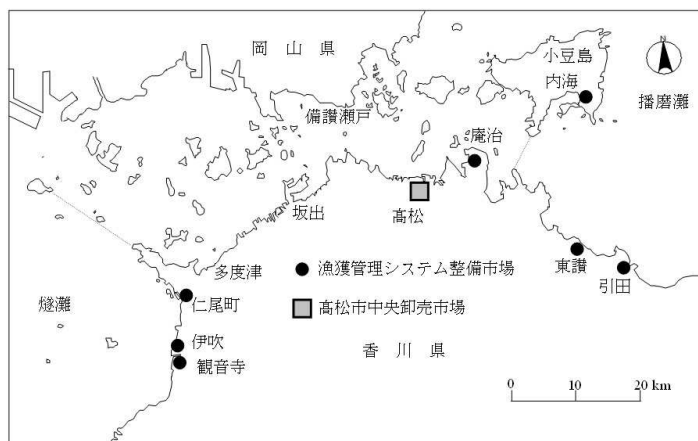 岡山県
小豆島
内海
N
播磨灘
備讃瀬戸
庵治
坂出
高松
多度津
漁獲管理システム整備市場
東讃
引田
燧灘
仁尾町
高松市中央卸売市場
伊吹
観音寺
香川県
0 10 20 km